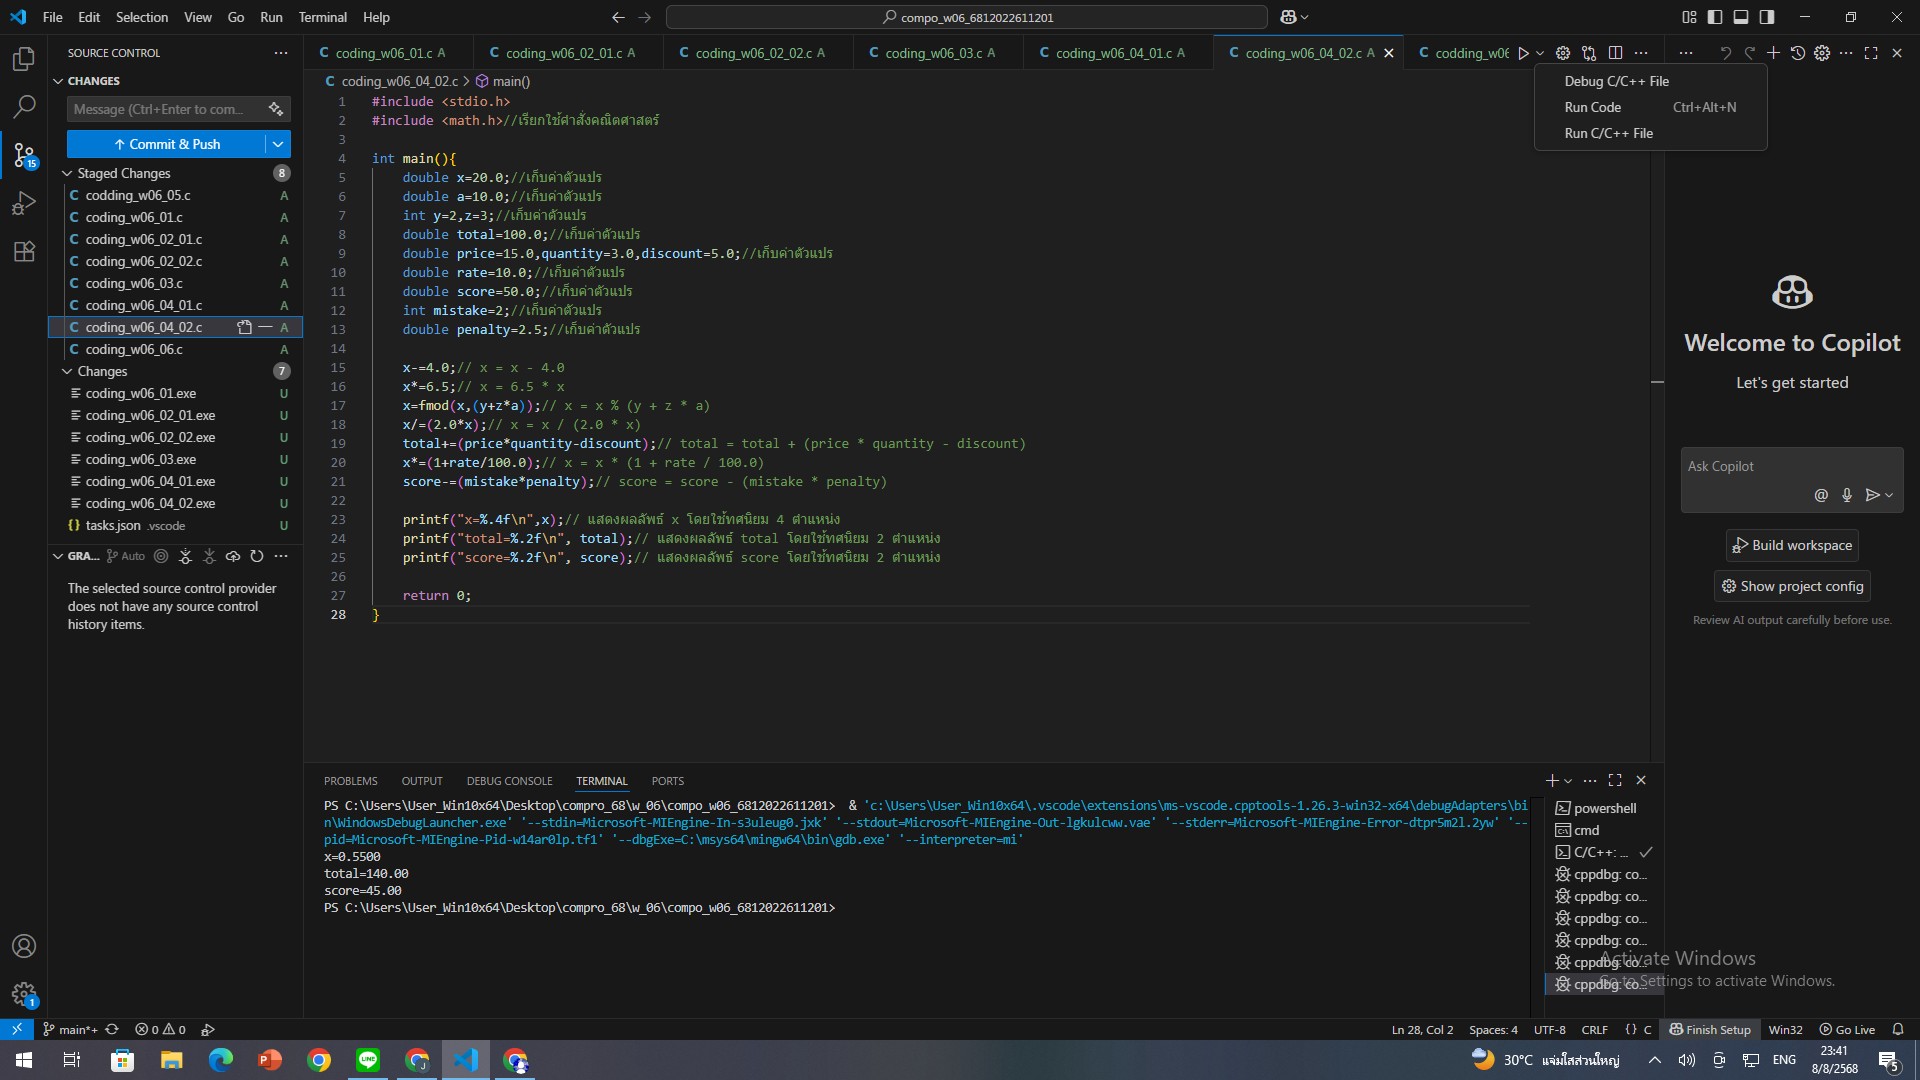 File Edit Selection View Go Run Terminal Help
compo_w06_6812022611201
SOURCE CONTROL
CHANGES
Message (Ctrl+Enter to com...
Commit & Push
Staged Changes 8
codding_w06_05.c A
coding_w06_01.c A
coding_w06_02_01.c A
coding_w06_02_02.c A
coding_w06_03.c A
coding_w06_04_01.c A
coding_w06_04_02.c A
coding_w06_06.c A
Changes 7
coding_w06_01.exe U
coding_w06_02_01.exe U
coding_w06_02_02.exe U
coding_w06_03.exe U
coding_w06_04_01.exe U
coding_w06_04_02.exe U
tasks.json .vscode U
GRA... Auto
The selected source control provider
does not have any source control
history items.
15
1
coding_w06_01.c A coding_w06_02_01.c A coding_w06_02_02.c A coding_w06_03.c A coding_w06_04_01.c A coding_w06_04_02.c A codding_w06
coding_w06_04_02.c > main()
1 #include <stdio.h>
2 #include <math.h>//เรียกใช้คำสั่งคณิตศาสตร์
3
4 int main(){
5 double x=20.0;//เก็บค่าตัวแปร
6 double a=10.0;//เก็บค่าตัวแปร
7 int y=2,z=3;//เก็บค่าตัวแปร
8 double total=100.0;//เก็บค่าตัวแปร
9 double price=15.0,quantity=3.0,discount=5.0;//เก็บค่าตัวแปร
10 double rate=10.0;//เก็บค่าตัวแปร
11 double score=50.0;//เก็บค่าตัวแปร
12 int mistake=2;//เก็บค่าตัวแปร
13 double penalty=2.5;//เก็บค่าตัวแปร
14
15 x-=4.0;// x = x - 4.0
16 x*=6.5;// x = 6.5 * x
17 x=fmod(x,(y+z*a));// x = x % (y + z * a)
18 x/=(2.0*x);// x = x / (2.0 * x)
19 total+=(price*quantity-discount);// total = total + (price * quantity - discount)
20 x*=(1+rate/100.0);// x = x * (1 + rate / 100.0)
21 score-=(mistake*penalty);// score = score - (mistake * penalty)
22
23 printf("x=%.4f\n",x);// แสดงผลลัพธ์ x โดยใช้ทศนิยม 4 ตำแหน่ง
24 printf("total=%.2f\n", total);// แสดงผลลัพธ์ total โดยใช้ทศนิยม 2 ตำแหน่ง
25 printf("score=%.2f\n", score);// แสดงผลลัพธ์ score โดยใช้ทศนิยม 2 ตำแหน่ง
26
27 return 0;
28 }
Debug C/C++ File
Run Code Ctrl+Alt+N
Run C/C++ File
Welcome to Copilot
Let's get started
Ask Copilot
Build workspace
Show project config
Review AI output carefully before use.
PROBLEMS OUTPUT DEBUG CONSOLE TERMINAL PORTS
PS C:\Users\User_Win10x64\Desktop\compro_68\w_06\compo_w06_6812022611201> & 'c:\Users\User_Win10x64\.vscode\extensions\ms-vscode.cpptools-1.26.3-win32-x64\debugAdapters\bi
n\WindowsDebugLauncher.exe' '--stdin=Microsoft-MIEngine-In-s3uleug0.jxk' '--stdout=Microsoft-MIEngine-Out-lgkulcww.vae' '--stderr=Microsoft-MIEngine-Error-dtpr5m2l.2yw' '--
pid=Microsoft-MIEngine-Pid-w14ar0lp.tf1' '--dbgExe=C:\msys64\mingw64\bin\gdb.exe' '--interpreter=mi'
x=0.5500
total=140.00
score=45.00
PS C:\Users\User_Win10x64\Desktop\compro_68\w_06\compo_w06_6812022611201>
powershell
cmd
C/C++: ...
cppdbg: co...
cppdbg: co...
cppdbg: co...
cppdbg: co...
cppdbg: co...
cppdbg: co...
Activate Windows
Go to Settings to activate Windows.
main*+ 0 0 Ln 28, Col 2 Spaces: 4 UTF-8 CRLF {} C Finish Setup Win32 Go Live
LINE
30°C แจ่มใสส่วนใหญ่ ENG
23:41
8/8/2568
5